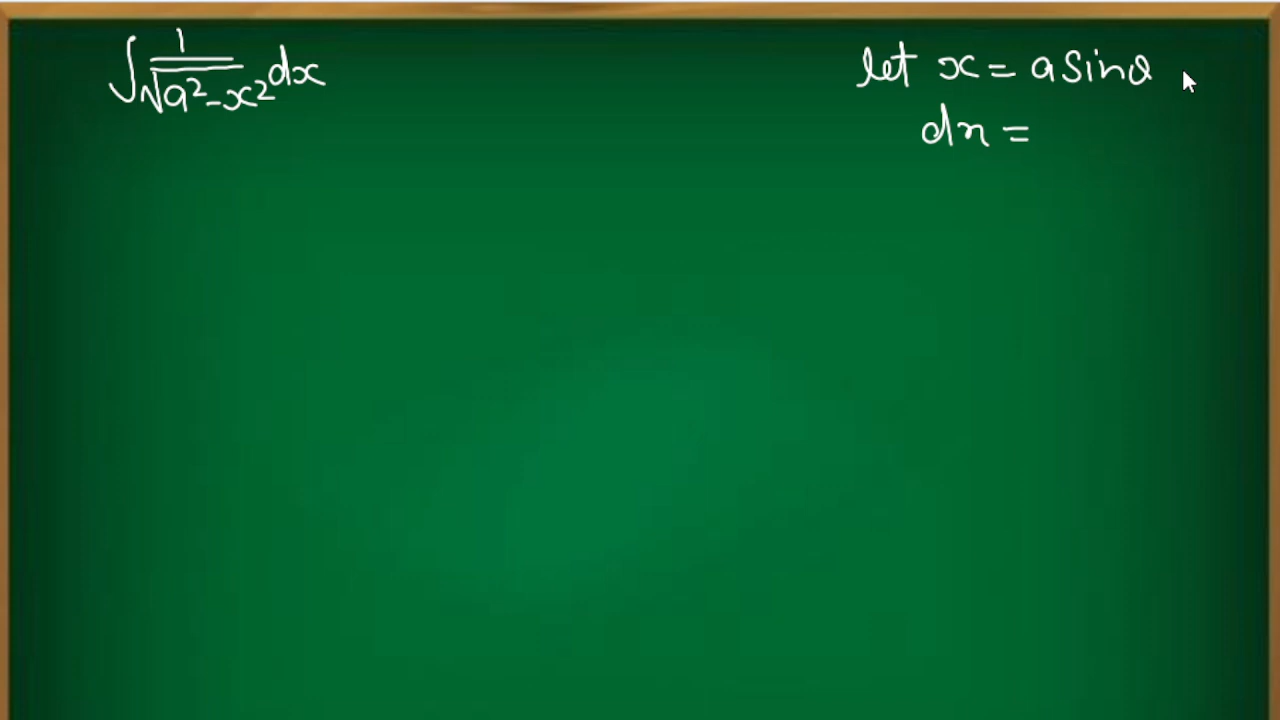 ∫ 1/√(a²-x²) dx
let x = a sinθ
dx =